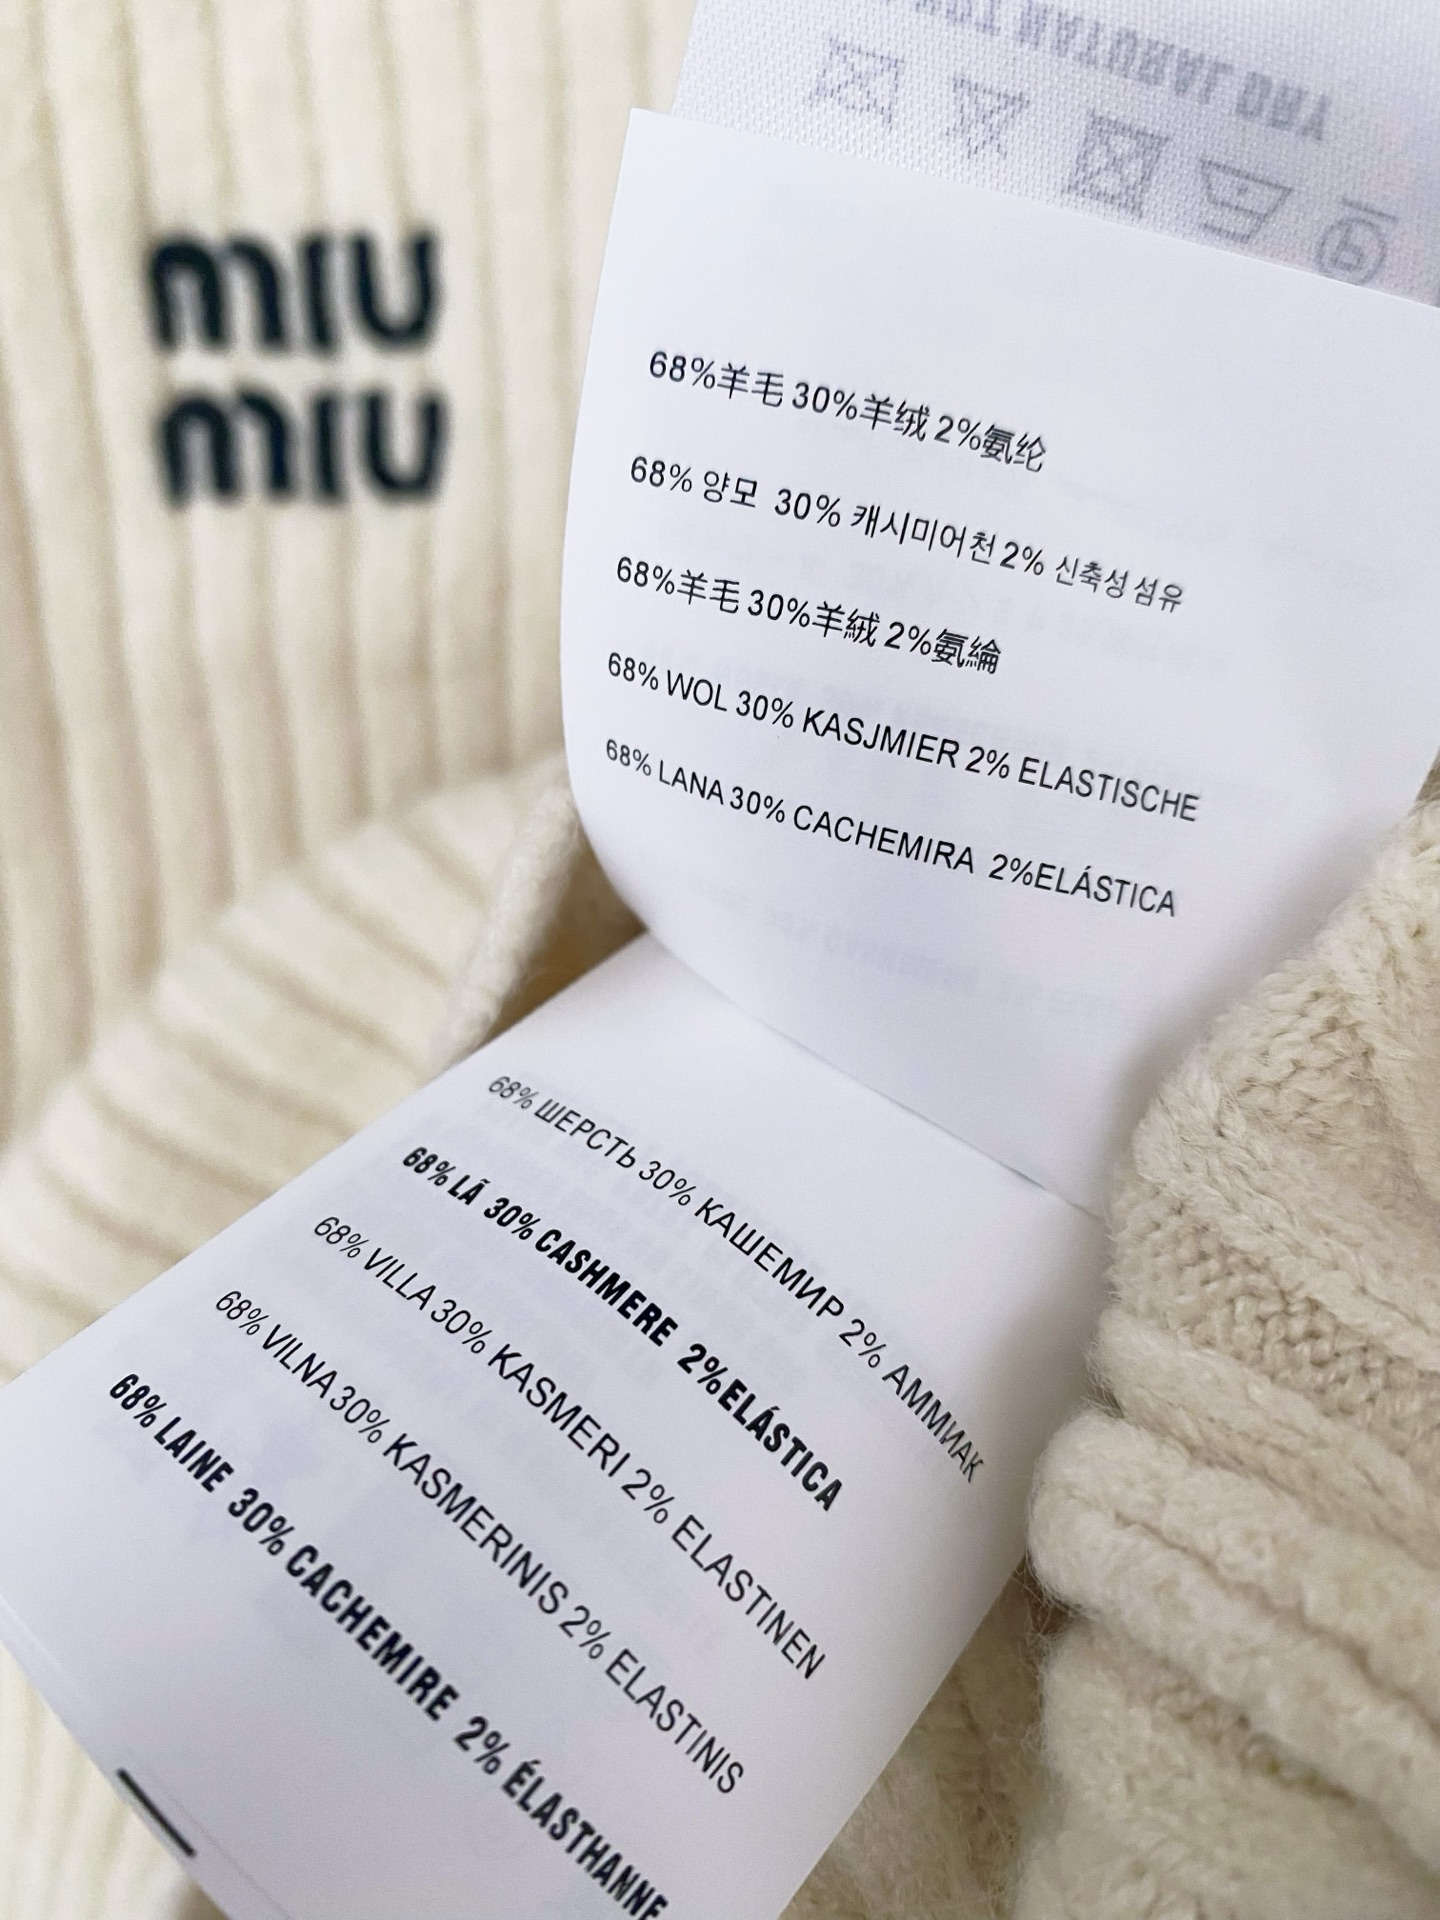 MIU
MIU
NATURAL DRY
68%羊毛 30%羊绒 2%氨纶
68% 양모 30% 캐시미어천 2% 신축성 섬유
68%羊毛 30%羊絨 2%氨綸
68% WOL 30% KASJMIER 2% ELASTISCHE
68% LANA 30% CACHEMIRA 2%ELÁSTICA
68% ШЕРСТЬ 30% КАШЕМИР 2% АММИАК
68% LÃ 30% CASHMERE 2%ELÁSTICA
68% VILLA 30% KASMERI 2% ELASTINEN
68% VILNA 30% KASMERINIS 2% ELASTINIS
68% LAINE 30% CACHEMIRE 2% ÉLASTHANNE